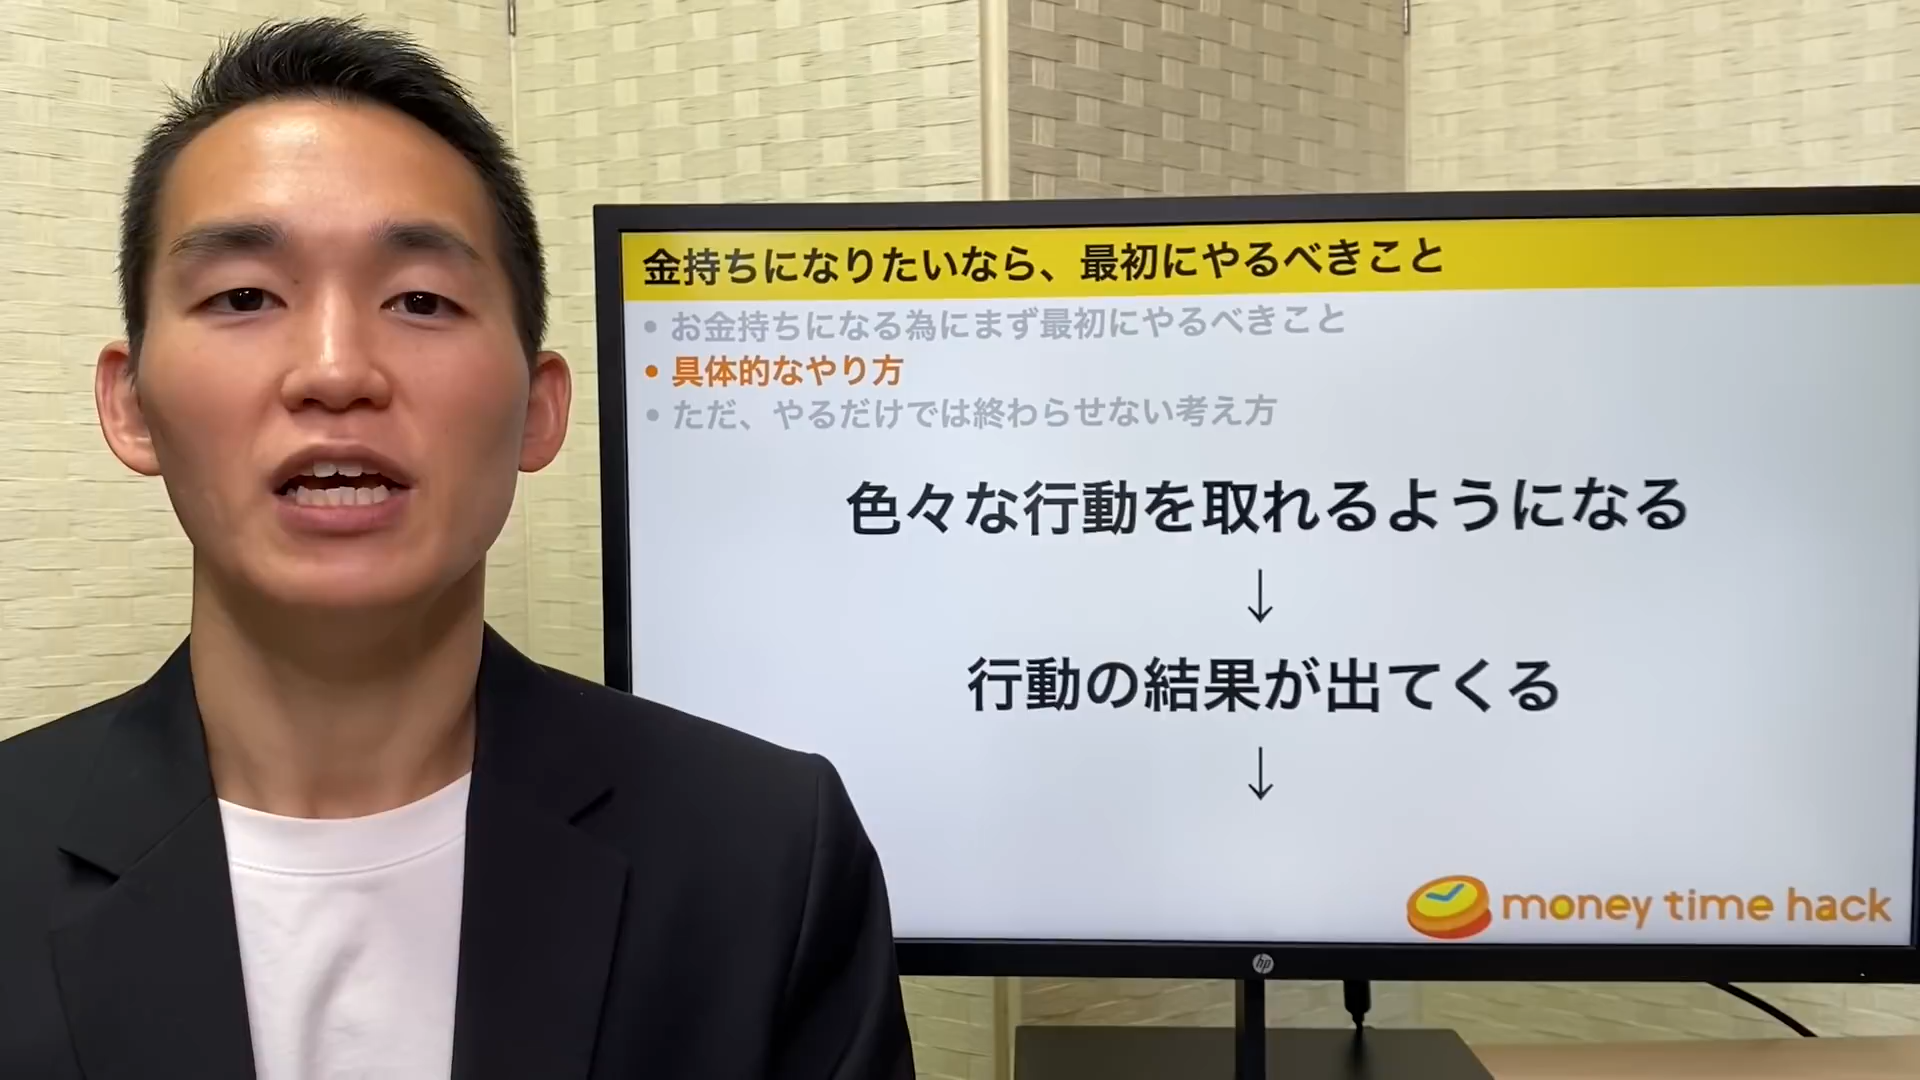 金持ちになりたいなら、最初にやるべきこと
• お金持ちになる為にまず最初にやるべきこと
• 具体的なやり方
• ただ、やるだけでは終わらせない考え方
色々な行動を取れるようになる
↓
行動の結果が出てくる
↓
money time hack
hp